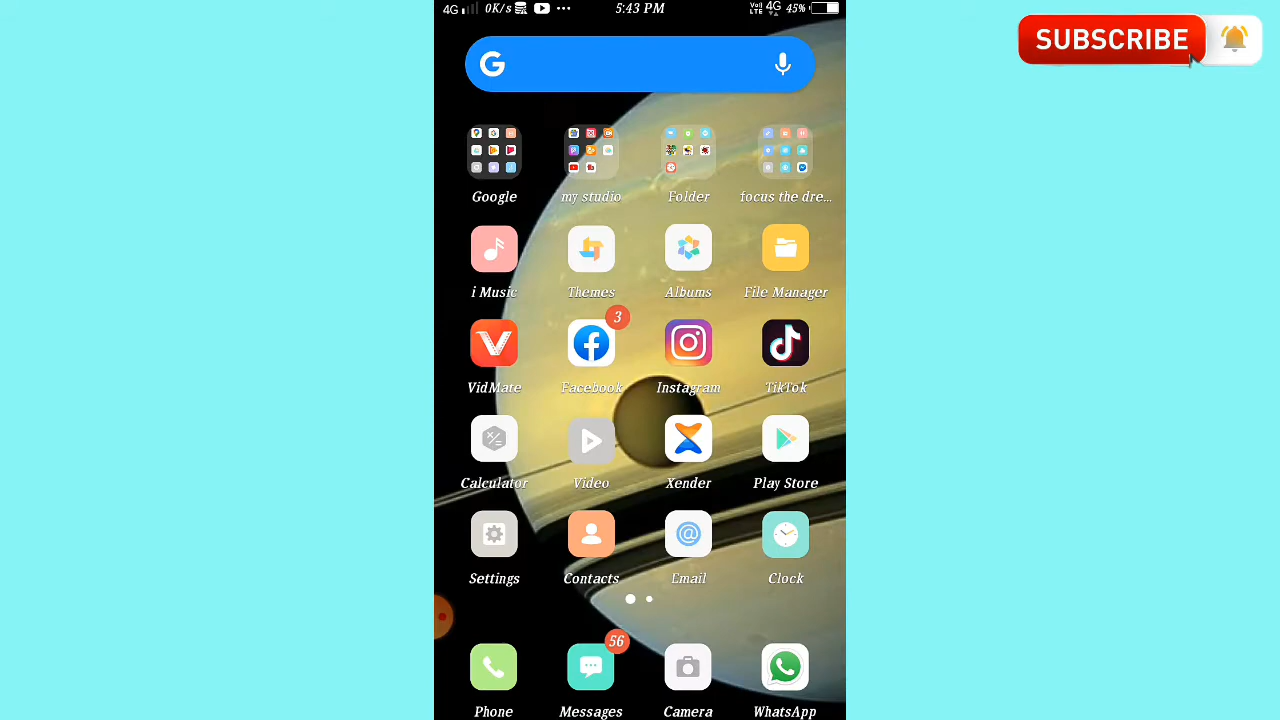 4G 0K/s 5:43 PM VoLTE 4G 45%
SUBSCRIBE
G
Google my studio Folder focus the dre...
i Music Themes Albums File Manager
3
VidMate Facebook Instagram TikTok
Calculator Video Xender Play Store
Settings Contacts Email Clock
56
Phone Messages Camera WhatsApp